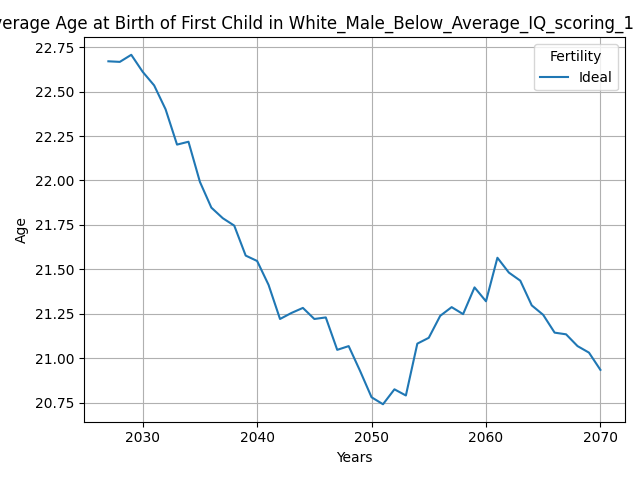 Average Age at Birth of First Child in White_Male_Below_Average_IQ_scoring_1
Fertility
Ideal
Age
22.75
22.50
22.25
22.00
21.75
21.50
21.25
21.00
20.75
2030 2040 2050 2060 2070
Years